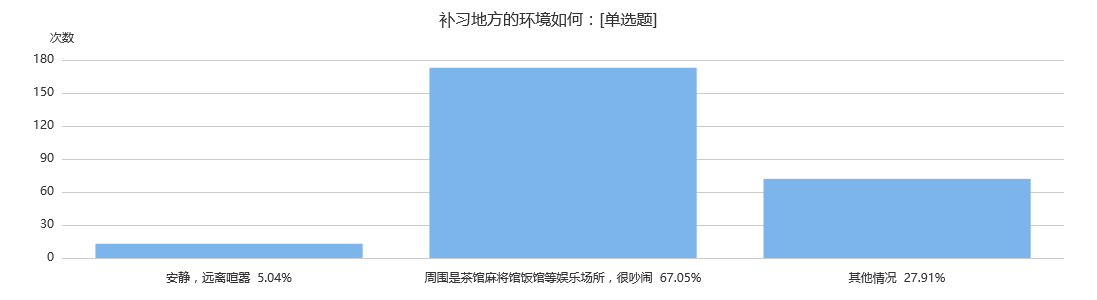 补习地方的环境如何：[单选题]
次数
180
150
120
90
60
30
0
安静，远离喧嚣 5.04%
周围是茶馆麻将馆饭馆等娱乐场所，很吵闹 67.05%
其他情况 27.91%